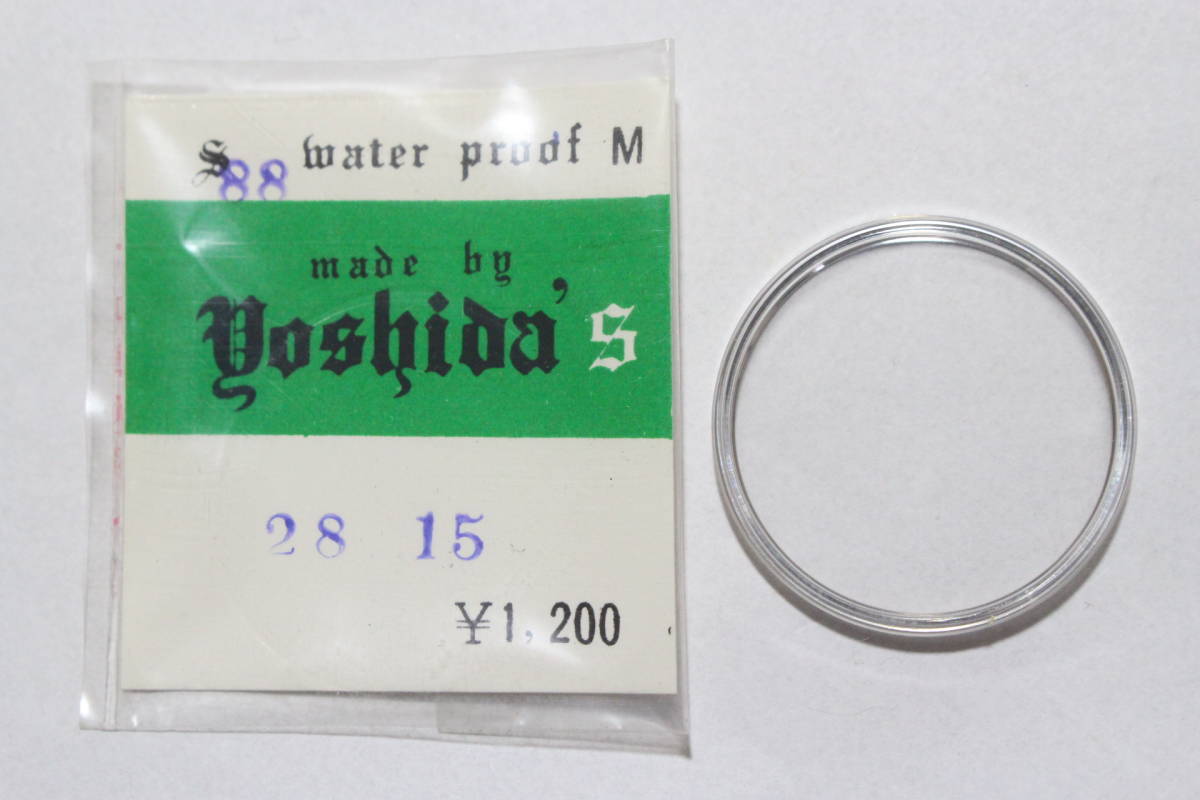 S 88 water proof M
made by
Yoshida's
28 15
¥1,200